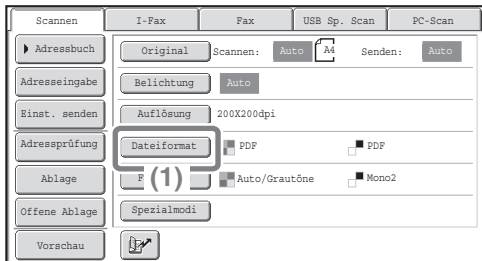 Scannen I-Fax Fax USB Sp. Scan PC-Scan
Adressbuch Original Scannen: Auto A4 Senden: Auto
Adresseingabe Belichtung Auto
Einst. senden Auflösung 200X200dpi
Adressprüfung Dateiformat PDF PDF
Ablage F (1) Auto/Grautöne Mono2
Offene Ablage Spezialmodi
Vorschau